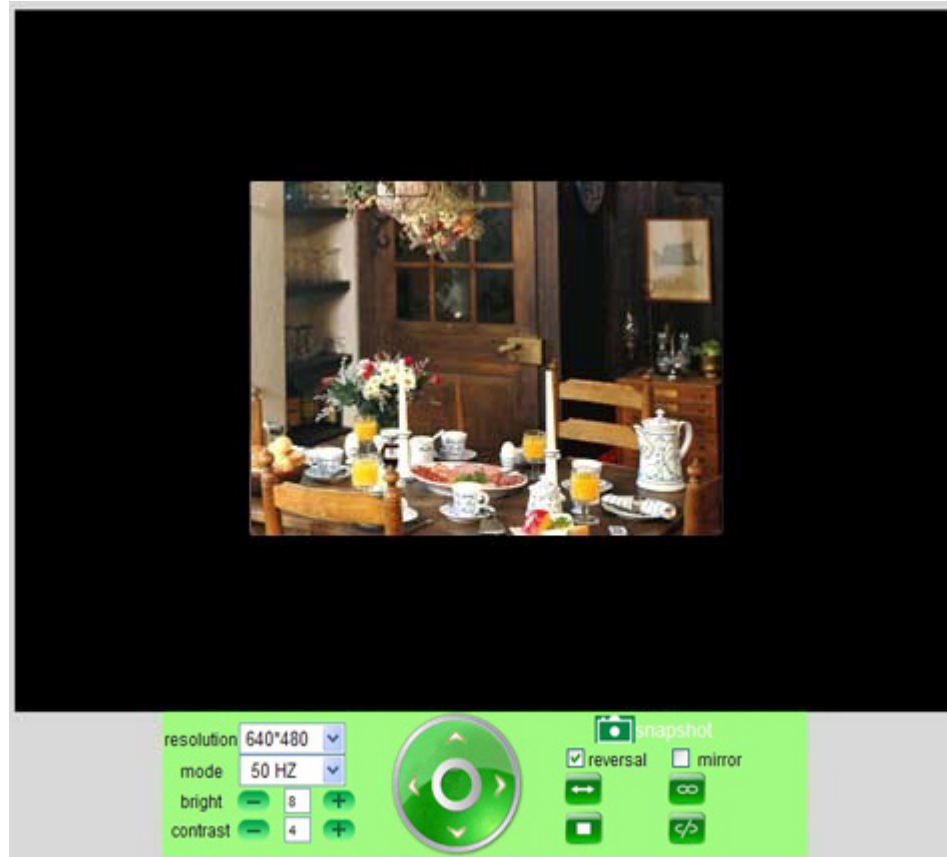 resolution 640*480
mode 50 HZ
bright 8
contrast 4
snapshot
reversal mirror